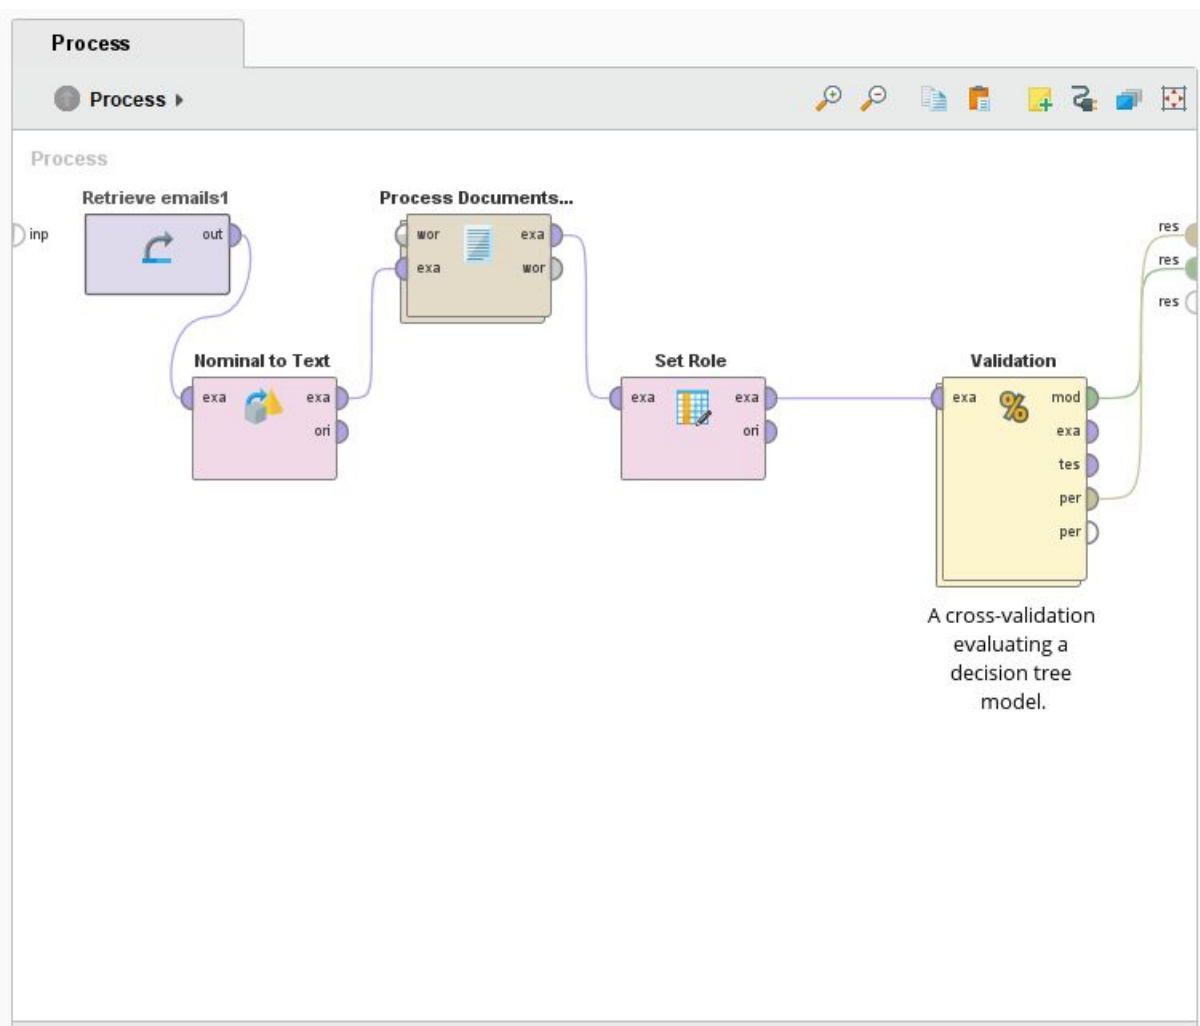 Process
Process
Process
Retrieve emails1
Process Documents...
inp
out
wor
exa
exa
wor
res
res
res
Nominal to Text
Set Role
Validation
exa
exa
ori
exa
exa
ori
exa
mod
exa
tes
per
per
A cross-validation
evaluating a
decision tree
model.